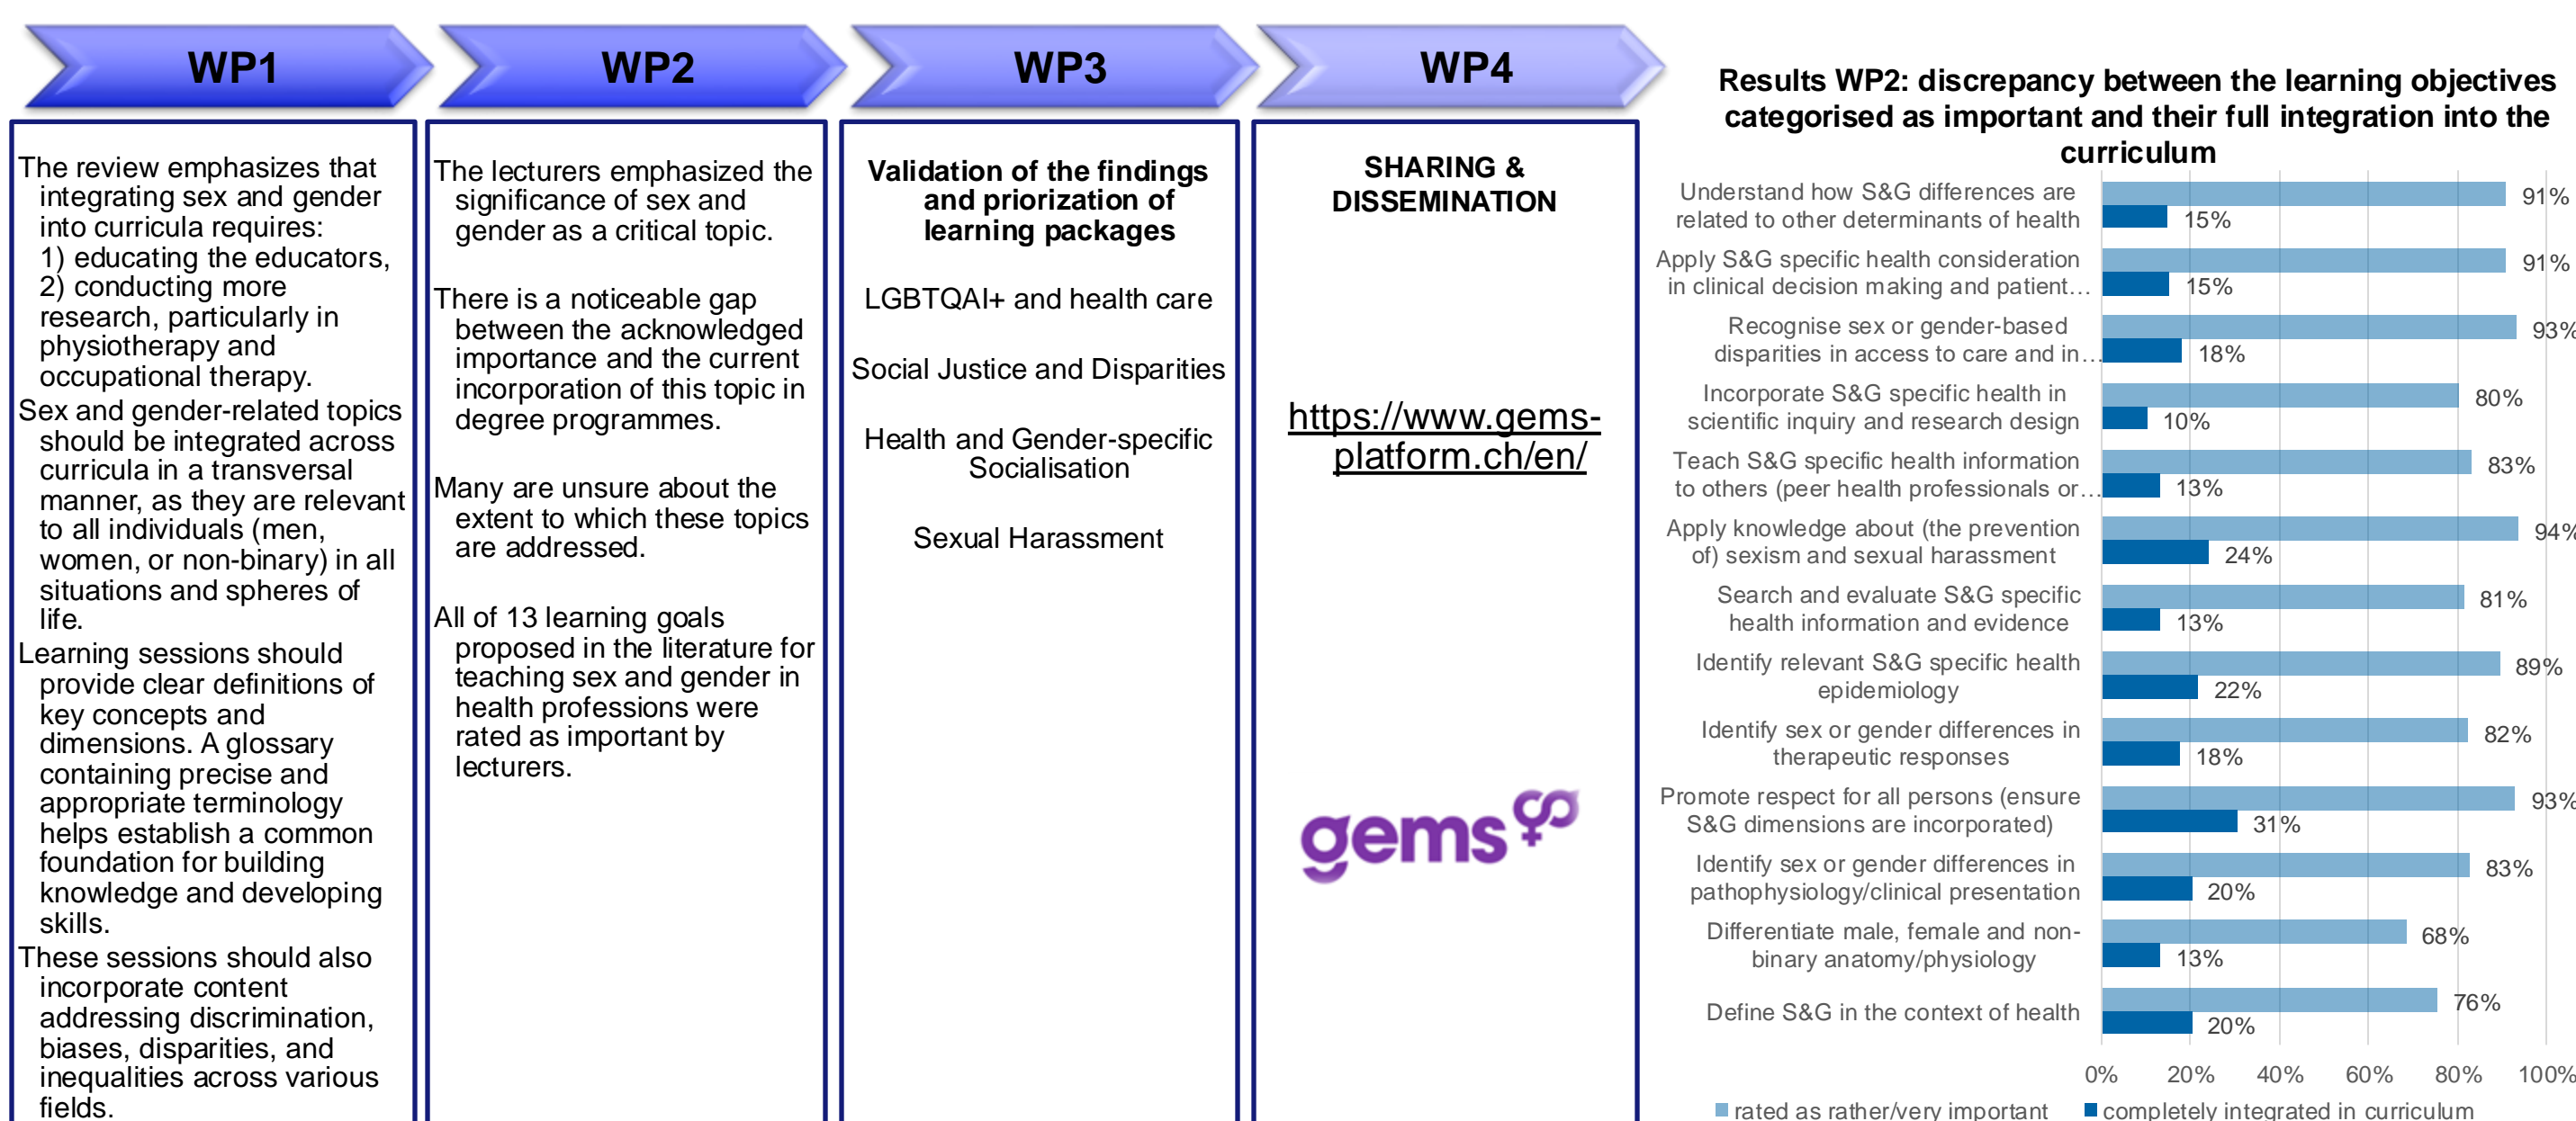 WP1
The review emphasizes that
integrating sex and gender
into curricula requires:
1) educating the educators,
2) conducting more
research, particularly in
physiotherapy and
occupational therapy.
Sex and gender-related topics
should be integrated across
curricula in a transversal
manner, as they are relevant
to all individuals (men,
women, or non-binary) in all
situations and spheres of
life.
Learning sessions should
provide clear definitions of
key concepts and
dimensions. A glossary
containing precise and
appropriate terminology
helps establish a common
foundation for building
knowledge and developing
skills.
These sessions should also
incorporate content
addressing discrimination,
biases, disparities, and
inequalities across various
fields.
WP2
The lecturers emphasized the
significance of sex and
gender as a critical topic.
There is a noticeable gap
between the acknowledged
importance and the current
incorporation of this topic in
degree programmes.
Many are unsure about the
extent to which these topics
are addressed.
All of 13 learning goals
proposed in the literature for
teaching sex and gender in
health professions were
rated as important by
lecturers.
WP3
Validation of the findings
and priorization of
learning packages
LGBTQAI+ and health care
Social Justice and Disparities
Health and Gender-specific
Socialisation
Sexual Harassment
WP4
SHARING &
DISSEMINATION
https://www.gems-
platform.ch/en/
gems
Results WP2: discrepancy between the learning objectives
categorised as important and their full integration into the
curriculum
Understand how S&G differences are
related to other determinants of health
91%
15%
Apply S&G specific health consideration
in clinical decision making and patient…
91%
15%
Recognise sex or gender-based
disparities in access to care and in…
93%
18%
Incorporate S&G specific health in
scientific inquiry and research design
80%
10%
Teach S&G specific health information
to others (peer health professionals or…
83%
13%
Apply knowledge about (the prevention
of) sexism and sexual harassment
94%
24%
Search and evaluate S&G specific
health information and evidence
81%
13%
Identify relevant S&G specific health
epidemiology
89%
22%
Identify sex or gender differences in
therapeutic responses
82%
18%
Promote respect for all persons (ensure
S&G dimensions are incorporated)
93%
31%
Identify sex or gender differences in
pathophysiology/clinical presentation
83%
20%
Differentiate male, female and non-
binary anatomy/physiology
68%
13%
Define S&G in the context of health
76%
20%
0% 20% 40% 60% 80% 100%
rated as rather/very important completely integrated in curriculum